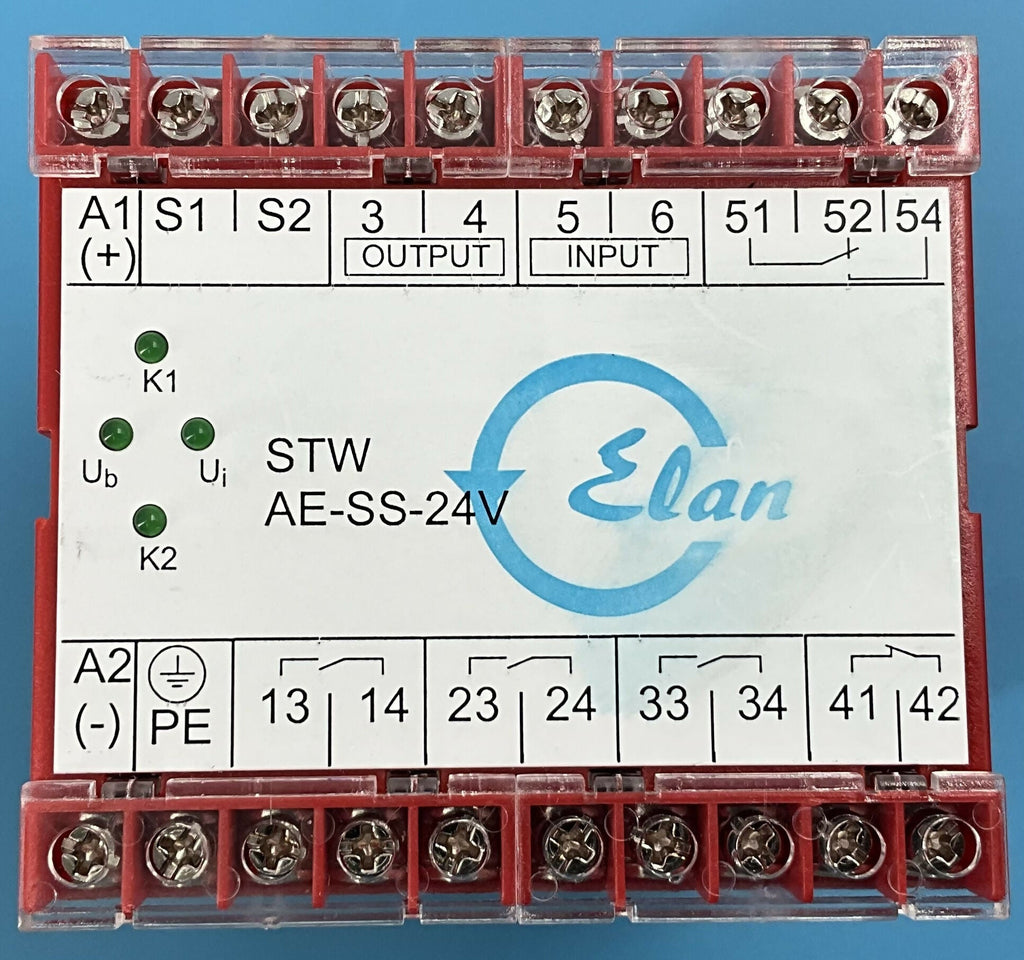 A1 S1 S2 3 4 5 6 51 52 54
(+) OUTPUT INPUT
K1
Ub Ui
K2
STW
AE-SS-24V
Elan
A2 13 14 23 24 33 34 41 42
(-) PE